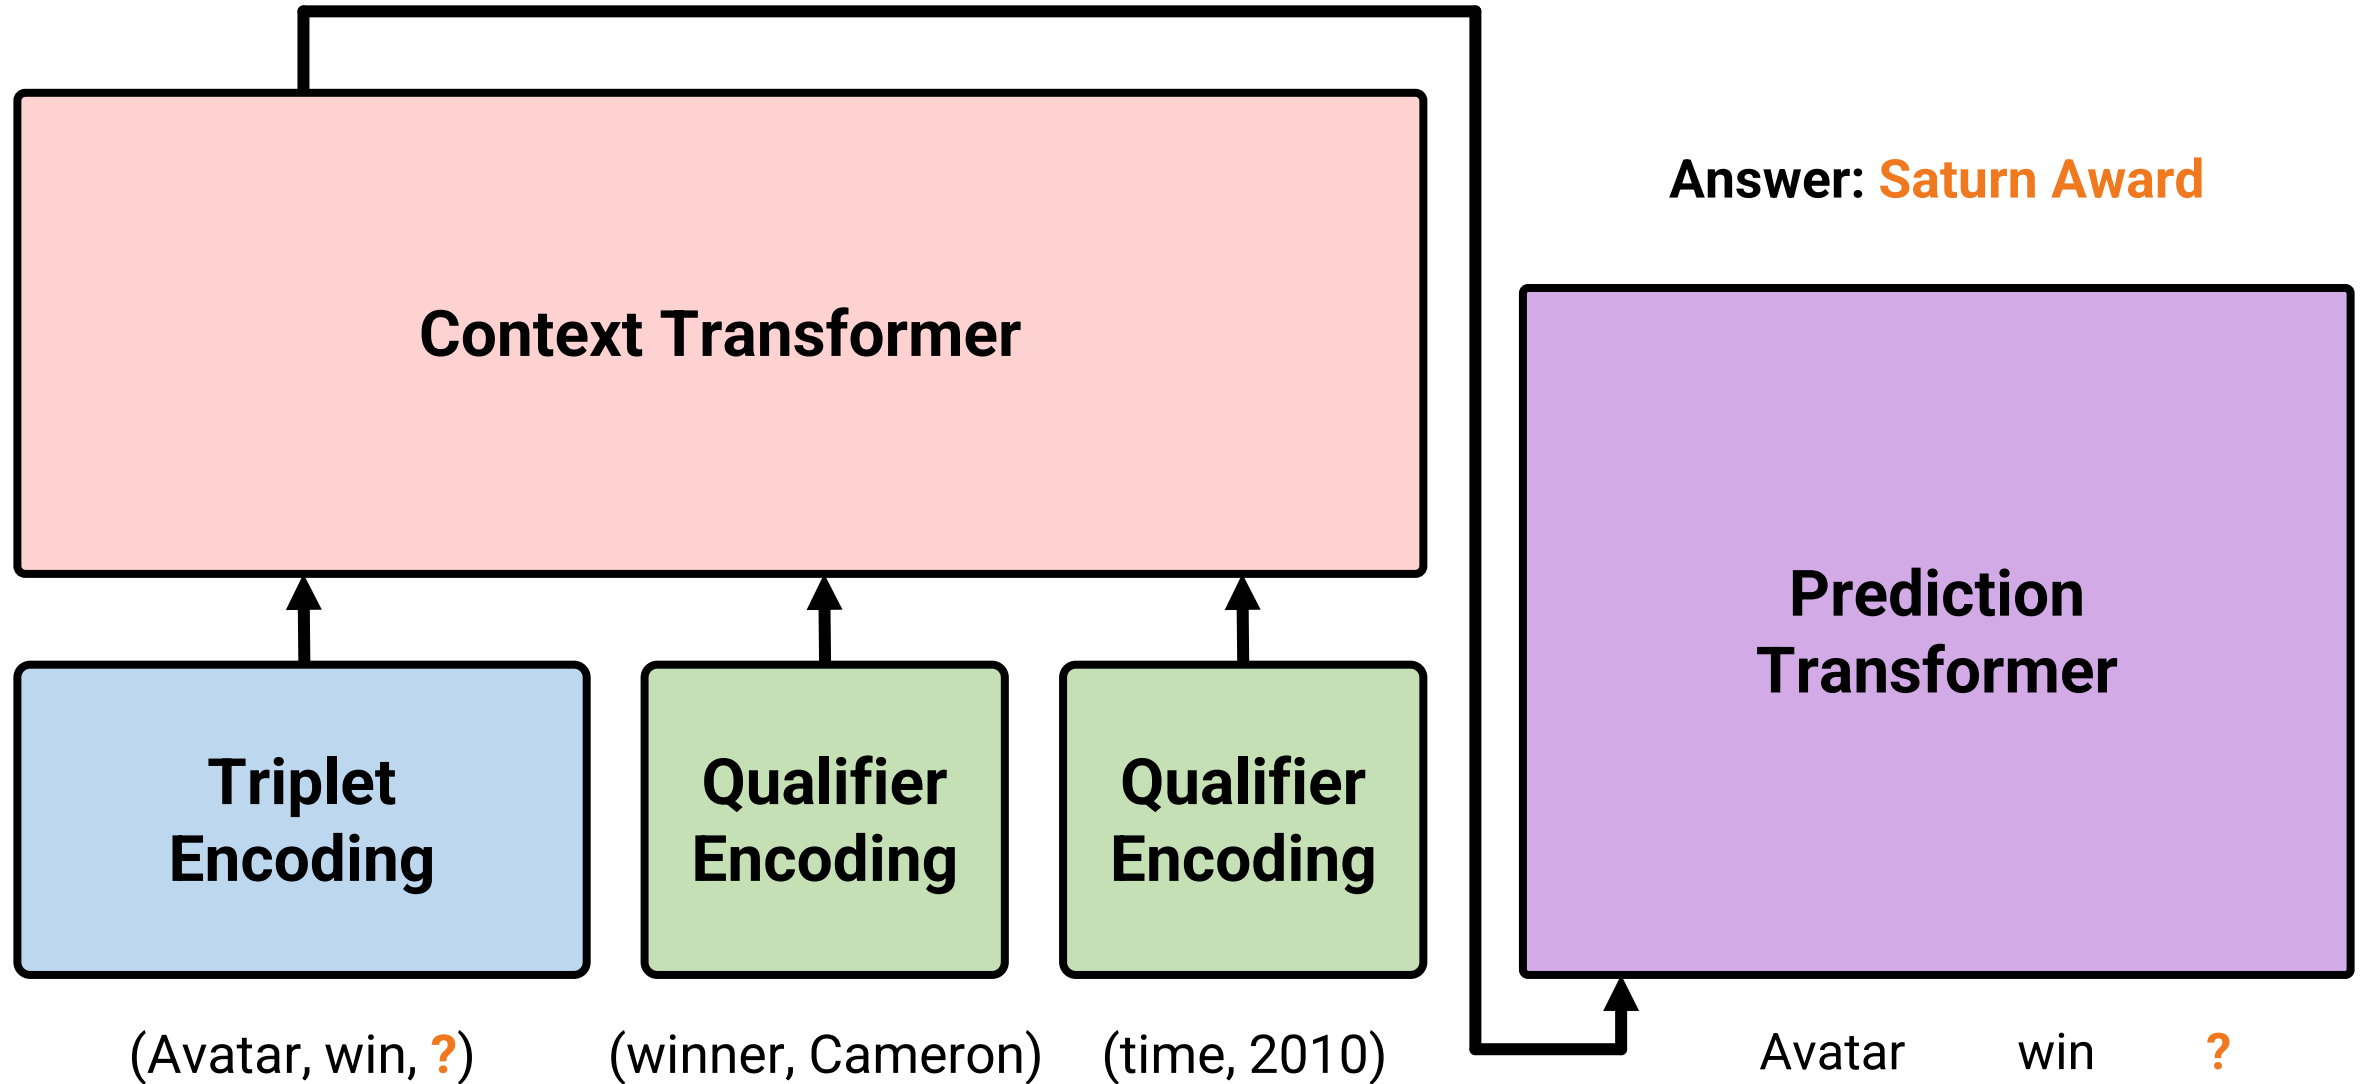 Context Transformer
Answer: Saturn Award
Prediction
Transformer
Triplet
Encoding
Qualifier
Encoding
Qualifier
Encoding
(Avatar, win, ?)
(winner, Cameron)
(time, 2010)
Avatar win ?